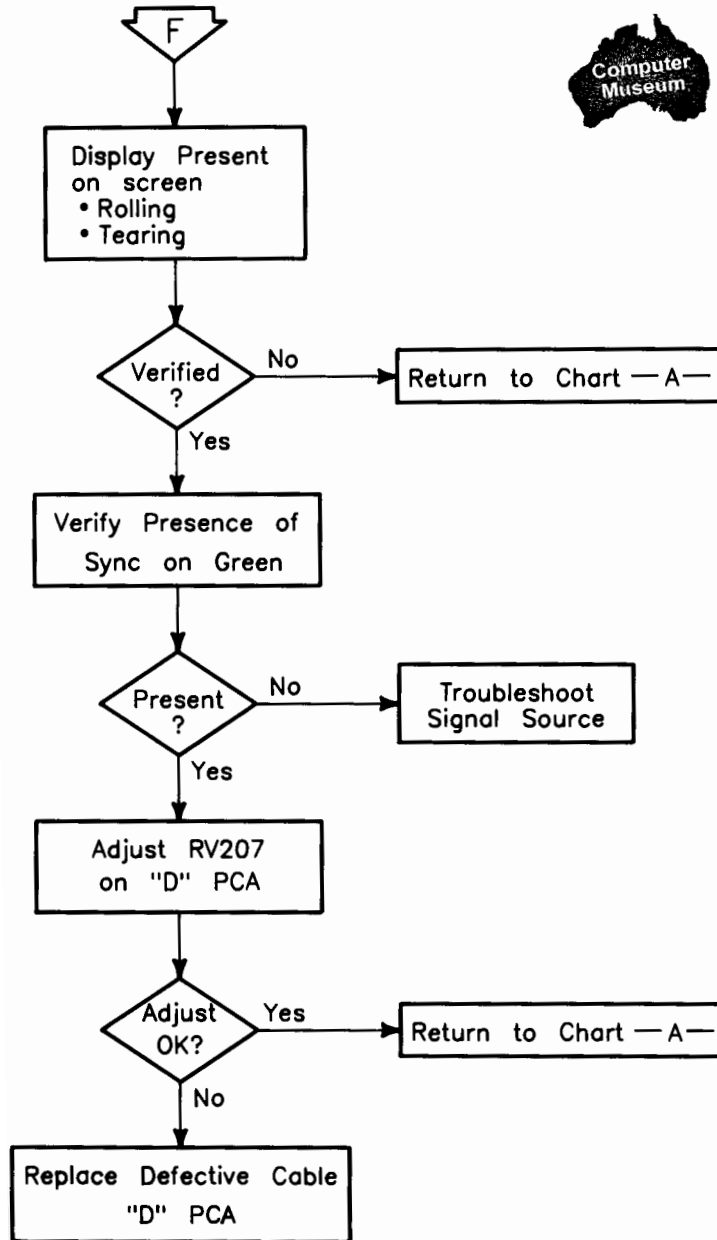 F
Computer
Museum
Display Present
on screen
• Rolling
• Tearing
Verified
?
No
Return to Chart —A—
Yes
Verify Presence of
Sync on Green
Present
?
No
Troubleshoot
Signal Source
Yes
Adjust RV207
on "D" PCA
Adjust
OK?
Yes
Return to Chart —A—
No
Replace Defective Cable
"D" PCA